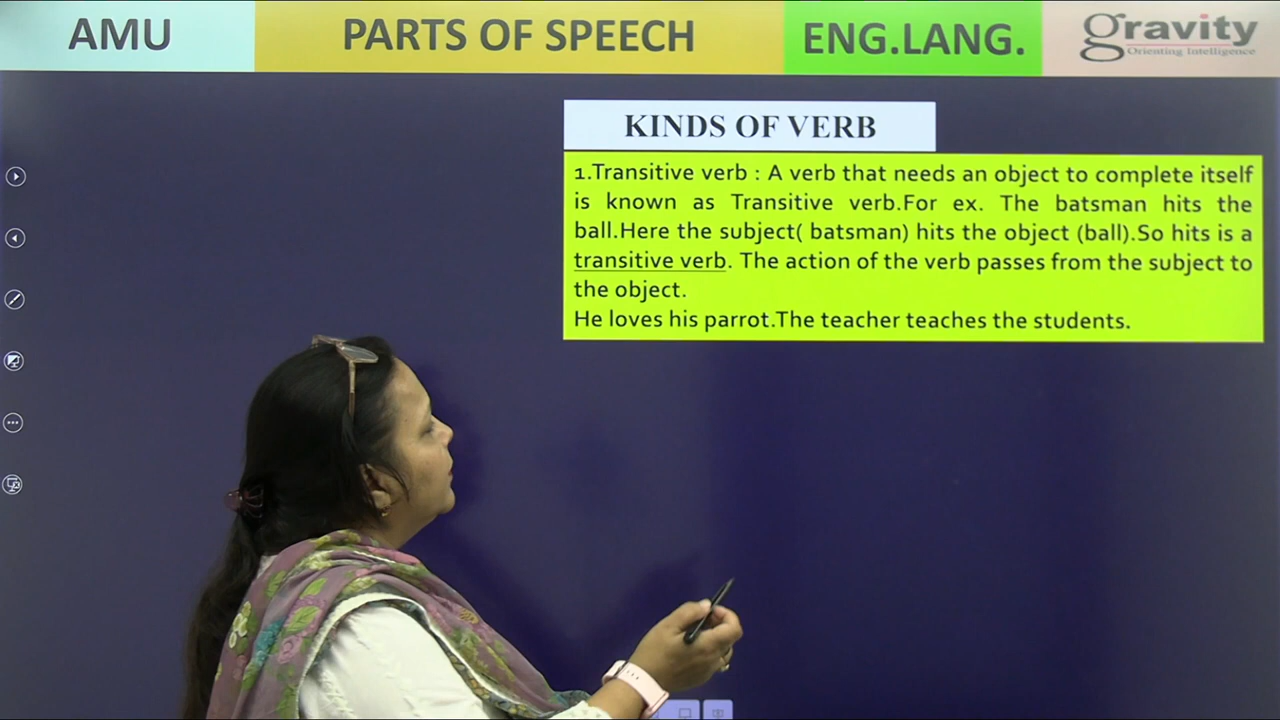 AMU
PARTS OF SPEECH
ENG.LANG.
gravity
Orienting Intelligence
KINDS OF VERB
1.Transitive verb : A verb that needs an object to complete itself
is known as Transitive verb.For ex. The batsman hits the
ball.Here the subject( batsman) hits the object (ball).So hits is a
transitive verb. The action of the verb passes from the subject to
the object.
He loves his parrot.The teacher teaches the students.